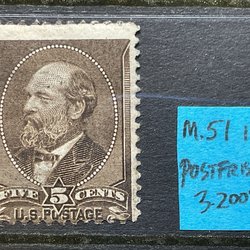 FIVE 5 CENTS
U.S. POSTAGE
M.51
POSTFRIS
3.200